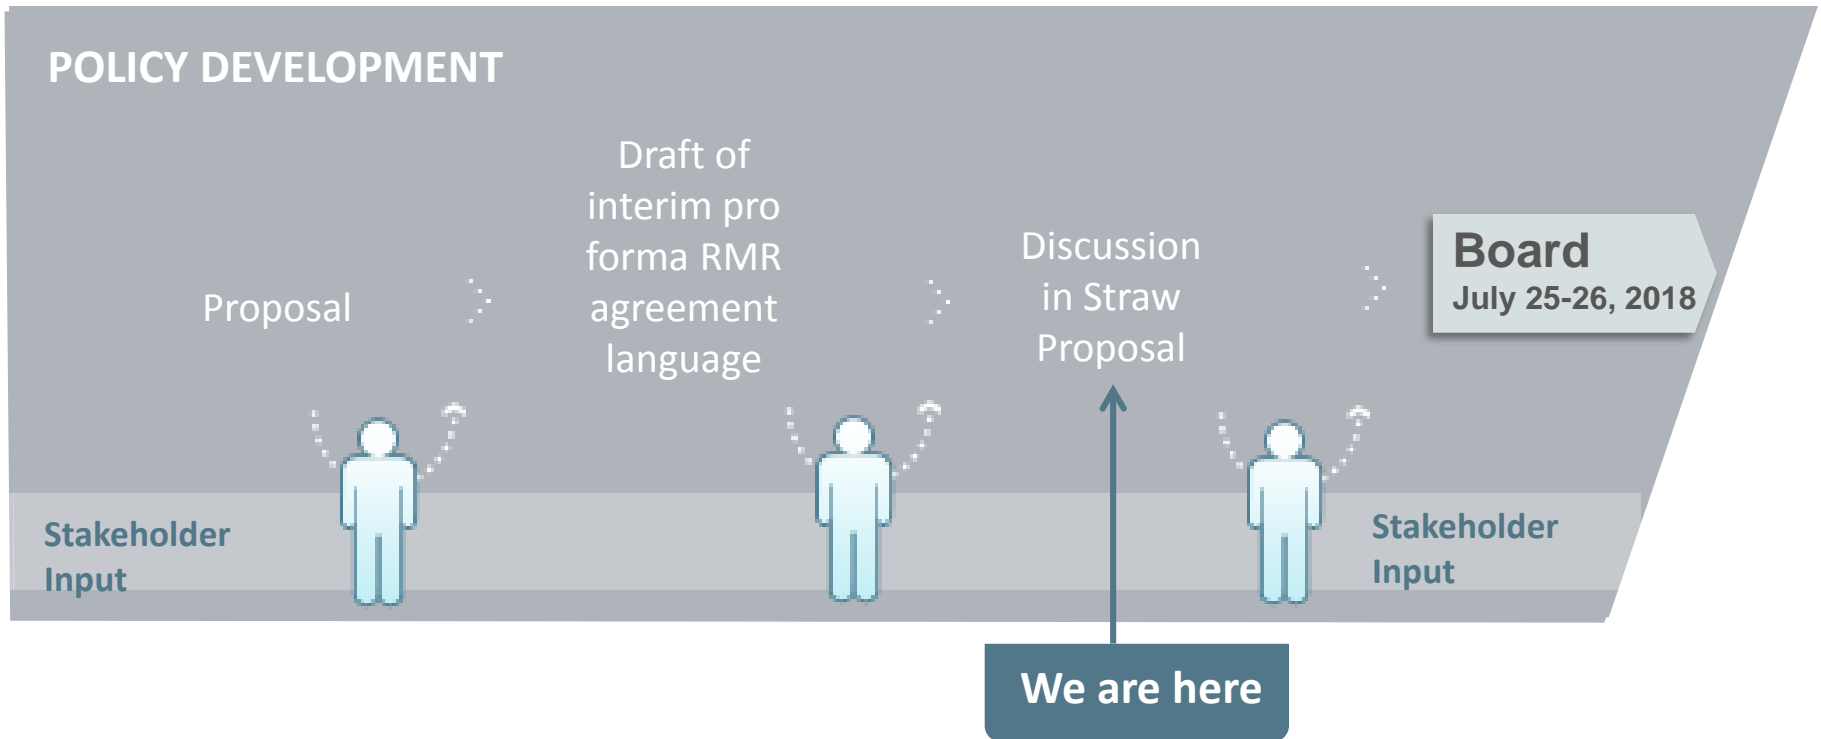 POLICY DEVELOPMENT
Proposal
Draft of
interim pro
forma RMR
agreement
language
Discussion
in Straw
Proposal
Board
July 25-26, 2018
Stakeholder
Input
Stakeholder
Input
We are here